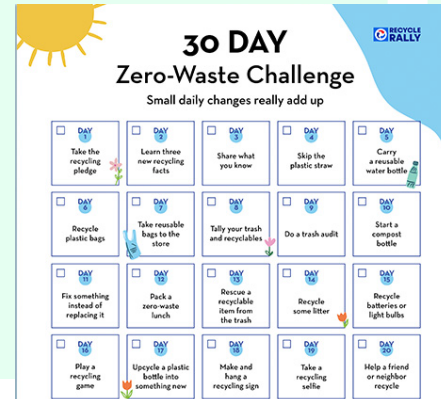 30 DAY
Zero-Waste Challenge
Small daily changes really add up
RECYCLE
RALLY
DAY
1
Take the
recycling
pledge
DAY
2
Learn three
new recycling
facts
DAY
3
Share what
you know
DAY
4
Skip the
plastic straw
DAY
5
Carry
a reusable
water bottle
DAY
6
Recycle
plastic bags
DAY
7
Take reusable
bags to the
store
DAY
8
Tally your trash
and recyclables
DAY
9
Do a trash audit
DAY
10
Start a
compost
bottle
DAY
11
Fix something
instead of
replacing it
DAY
12
Pack a
zero-waste
lunch
DAY
13
Rescue a
recyclable
item from
the trash
DAY
14
Recycle
some litter
DAY
15
Recycle
batteries or
light bulbs
DAY
16
Play a
recycling
game
DAY
17
Upcycle a plastic
bottle into
something new
DAY
18
Make and
hang a
recycling sign
DAY
19
Take a
recycling
selfie
DAY
20
Help a friend
or neighbor
recycle